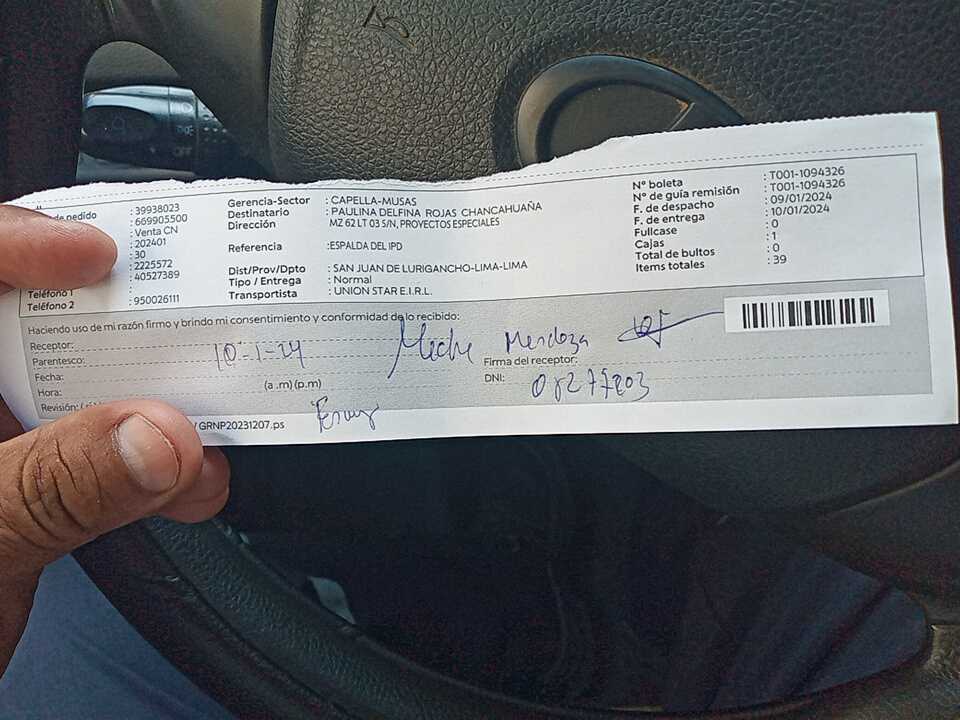 de pedido : 39938023
: 669905500
: Venta CN
: 202401
: 30
: 2225572
: 40527389
Teléfono 1 :
Teléfono 2 : 950026111
Gerencia-Sector : CAPELLA-MUSAS
Destinatario : PAULINA DELFINA ROJAS CHANCAHUAÑA
Dirección MZ 62 LT 03 S/N, PROYECTOS ESPECIALES
Referencia :ESPALDA DEL IPD
Dist/Prov/Dpto : SAN JUAN DE LURIGANCHO-LIMA-LIMA
Tipo / Entrega : Normal
Transportista : UNION STAR E.I.R.L.
N° boleta : T001-1094326
N° de guía remisión : T001-1094326
F. de despacho : 09/01/2024
F. de entrega : 10/01/2024
Fullcase : 0
Cajas : 1
Total de bultos : 0
Items totales : 39
Haciendo uso de mi razón firmo y brindo mi consentimiento y conformidad de lo recibido:
Receptor: Meche Mendoza
Parentesco:
Firma del receptor:
Fecha: 10-1-24
DNI:
Hora: (a.m)(p.m)
Revisión: (
/ GRNP20231207.ps